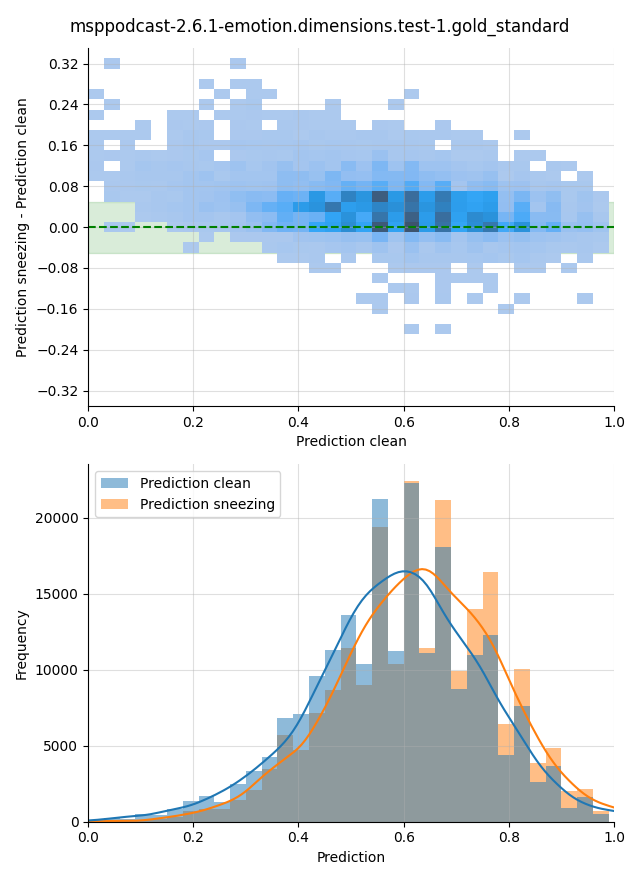 msppodcast-2.6.1-emotion.dimensions.test-1.gold_standard
0.32
0.24
0.16
0.08
0.00
−0.08
−0.16
−0.24
−0.32
Prediction sneezing - Prediction clean
0.0 0.2 0.4 0.6 0.8 1.0
Prediction clean
Prediction clean
Prediction sneezing
20000
15000
10000
5000
0
Frequency
0.0 0.2 0.4 0.6 0.8 1.0
Prediction